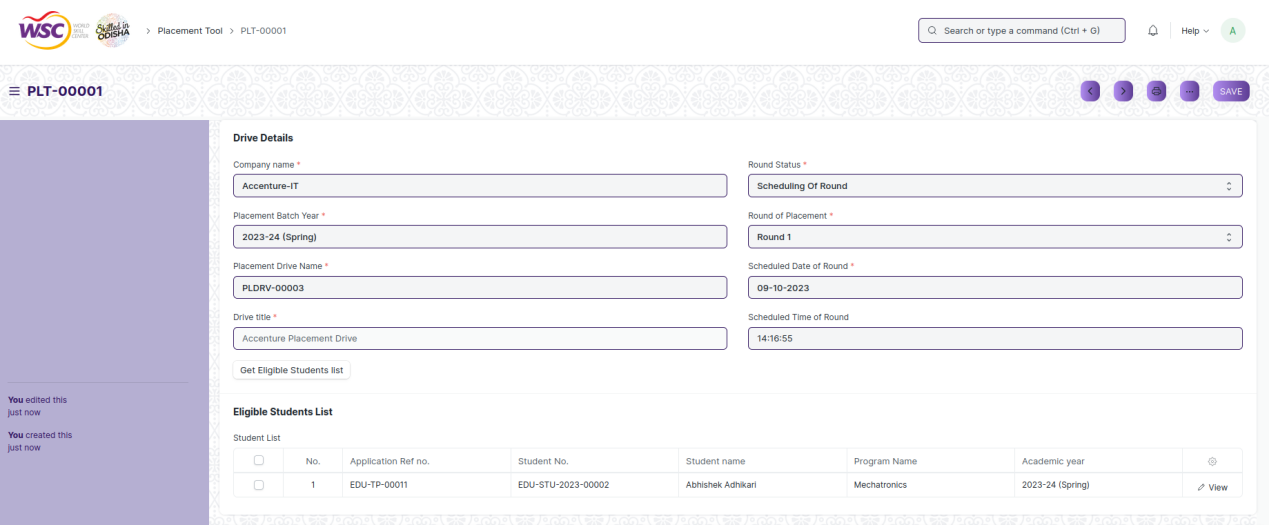 WSC WORLD SKILL CENTER Skilled in ODISHA > Placement Tool > PLT-00001 Search or type a command (Ctrl + G) Help A
PLT-00001 ... SAVE
Drive Details
Company name *
Accenture-IT
Round Status *
Scheduling Of Round
Placement Batch Year *
2023-24 (Spring)
Round of Placement *
Round 1
Placement Drive Name *
PLDRV-00003
Scheduled Date of Round *
09-10-2023
Drive title *
Accenture Placement Drive
Scheduled Time of Round
14:16:55
Get Eligible Students list
You edited this
just now
You created this
just now
Eligible Students List
Student List
No. Application Ref no. Student No. Student name Program Name Academic year
1 EDU-TP-00011 EDU-STU-2023-00002 Abhishek Adhikari Mechatronics 2023-24 (Spring) View